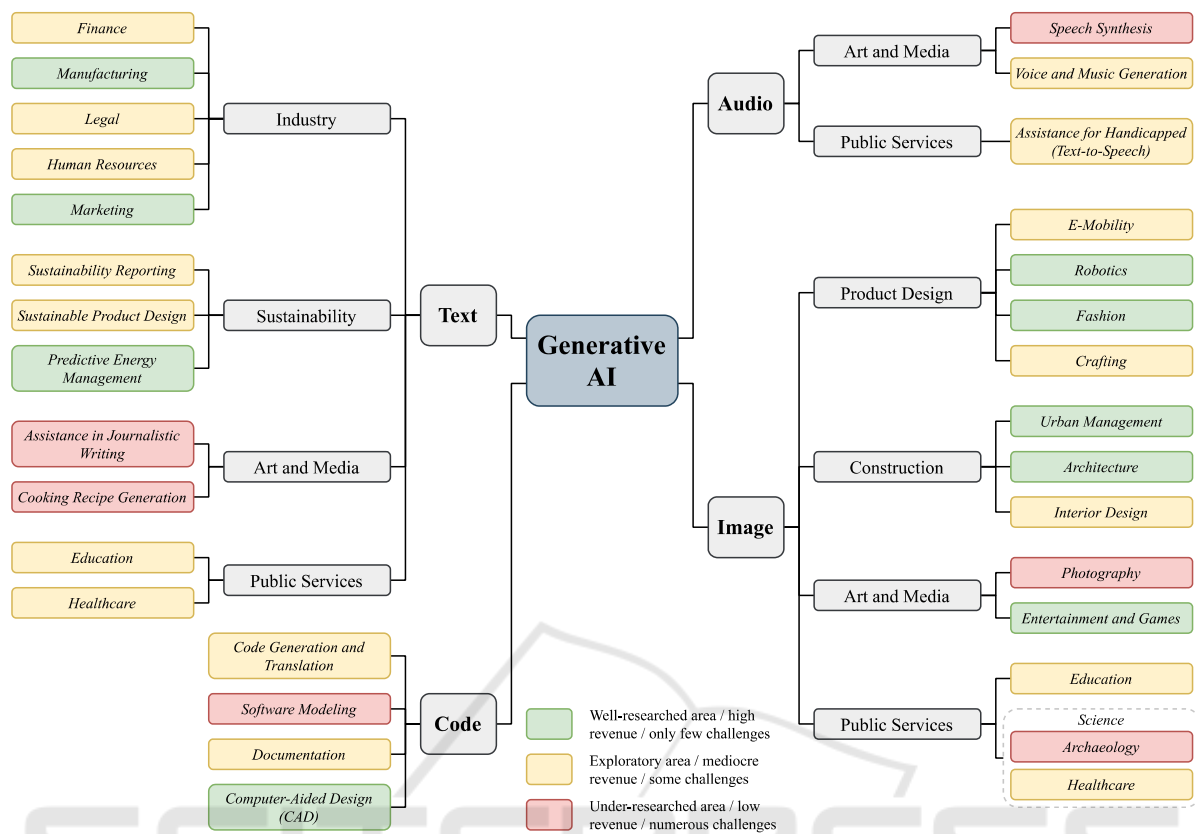 Finance
Manufacturing
Legal
Human Resources
Marketing
Industry
Sustainability Reporting
Sustainable Product Design
Predictive Energy
Management
Sustainability
Assistance in Journalistic
Writing
Cooking Recipe Generation
Art and Media
Education
Healthcare
Public Services
Text
Code Generation and
Translation
Software Modeling
Documentation
Computer-Aided Design
(CAD)
Code
Generative
AI
Audio
Art and Media
Speech Synthesis
Voice and Music Generation
Public Services
Assistance for Handicapped
(Text-to-Speech)
Image
Product Design
E-Mobility
Robotics
Fashion
Crafting
Construction
Urban Management
Architecture
Interior Design
Art and Media
Photography
Entertainment and Games
Public Services
Education
Science
Archaeology
Healthcare
Well-researched area / high
revenue / only few challenges
Exploratory area / mediocre
revenue / some challenges
Under-researched area / low
revenue / numerous challenges